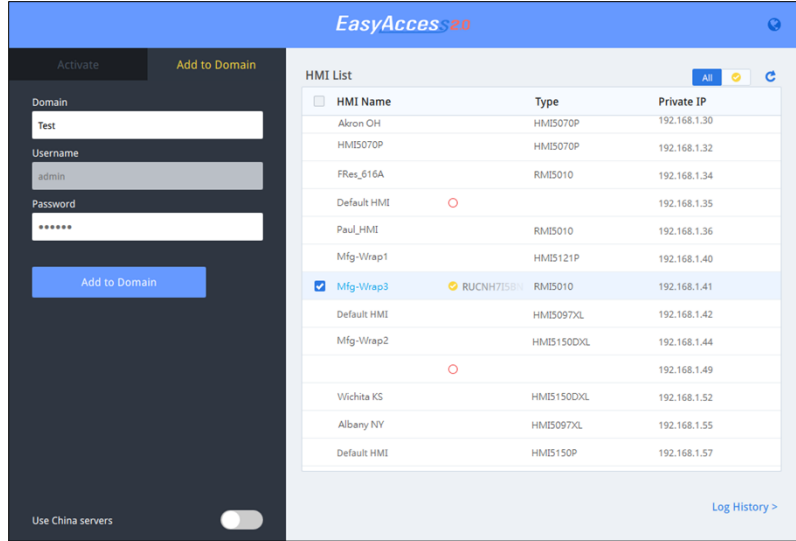 EasyAccess 2.0
Activate
Add to Domain
Domain
Test
Username
admin
Password
Add to Domain
Use China servers
HMI List
All
HMI Name Type Private IP
Akron OH HMI5070P 192.168.1.30
HMI5070P HMI5070P 192.168.1.32
FRes_616A RMI5010 192.168.1.34
Default HMI 192.168.1.35
Paul_HMI RMI5010 192.168.1.36
Mfg-Wrap1 HMI5121P 192.168.1.40
Mfg-Wrap3 RMI5010 192.168.1.41
Default HMI HMI5097XL 192.168.1.42
Mfg-Wrap2 HMI5150DXL 192.168.1.44
192.168.1.49
Wichita KS HMI5150DXL 192.168.1.52
Albany NY HMI5097XL 192.168.1.55
Default HMI HMI5150P 192.168.1.57
Log History >